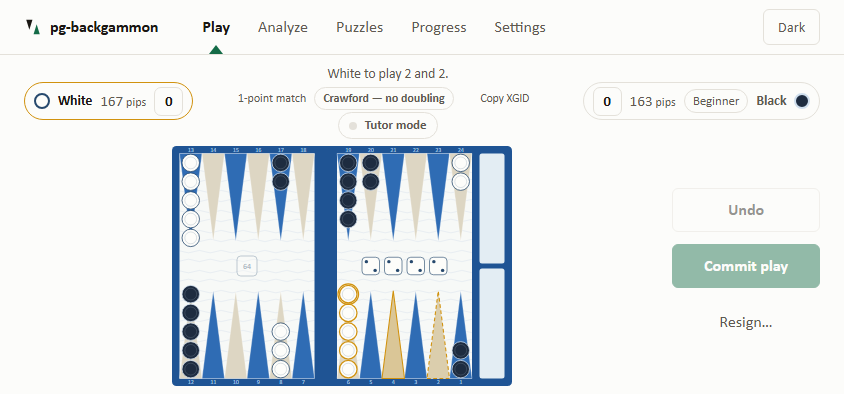 pg-backgammon Play Analyze Puzzles Progress Settings Dark
White to play 2 and 2.
White 167 pips 0 1-point match Crawford — no doubling Copy XGID 0 163 pips Beginner Black
Tutor mode
13 14 15 16 17 18 19 20 21 22 23 24
Undo
64
Commit play
Resign...
12 11 10 9 8 7 6 5 4 3 2 1